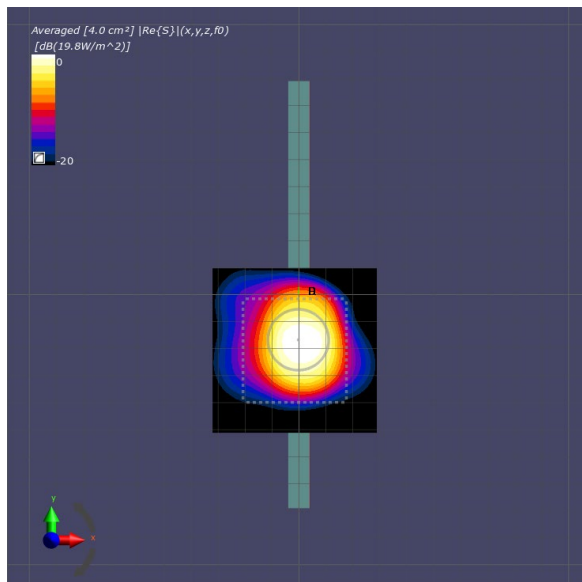 Averaged [4.0 cm²] |Re{S}|(x,y,z,f0)
[dB(19.8W/m^2)]
0
-20
y
x